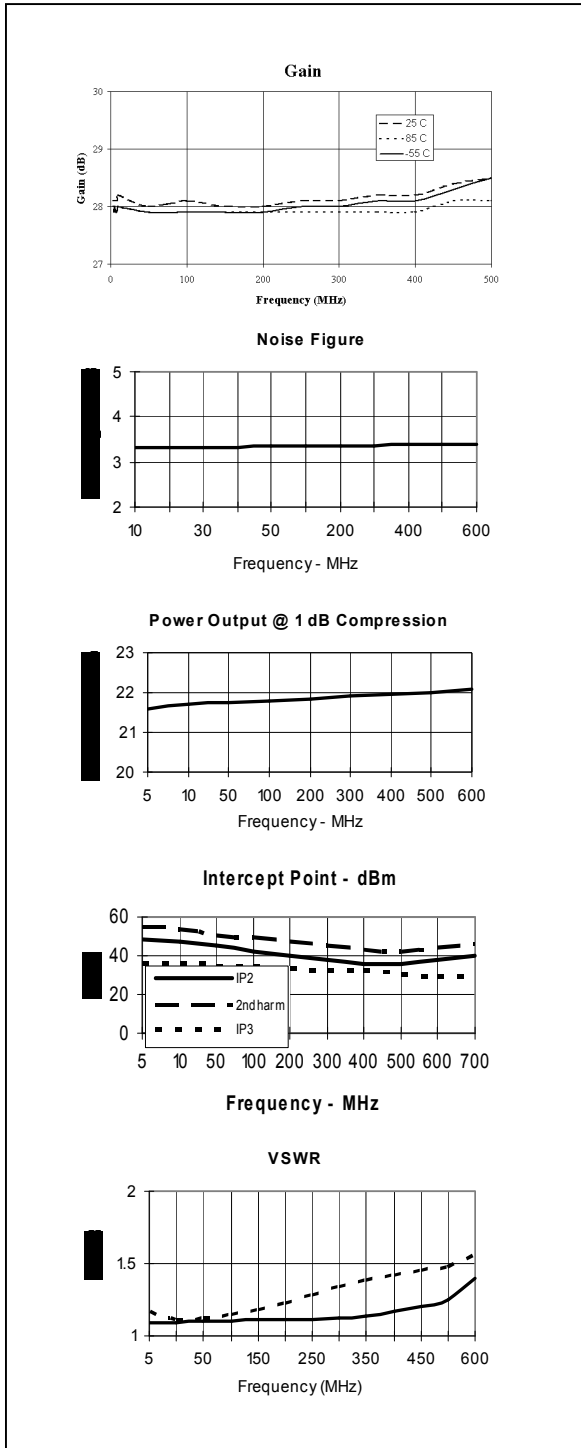 Gain
30
29
28
27
Gain (dB)
25 C
85 C
-55 C
0 100 200 300 400 500
Frequency (MHz)
Noise Figure
5
4
3
2
10 30 50 200 400 600
Frequency - MHz
Power Output @ 1 dB Compression
23
22
21
20
5 10 50 100 200 300 400 500 600
Frequency - MHz
Intercept Point - dBm
60
40
20
0
IP2
2nd harm
IP3
5 10 50 100 200 300 400 500 600 700
Frequency - MHz
VSWR
2
1.5
1
5 50 150 250 350 450 600
Frequency (MHz)